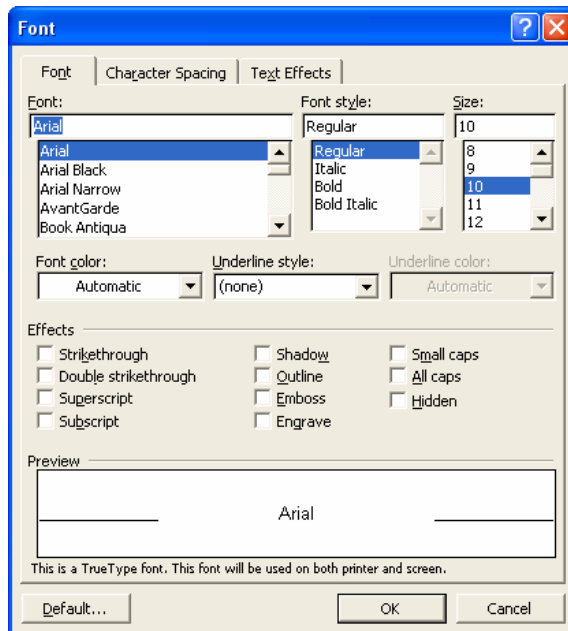 Font
Font Character Spacing Text Effects
Font: Font style: Size:
Arial Regular 10
Arial Regular 8
Arial Black Italic 9
Arial Narrow Bold 10
AvantGarde Bold Italic 11
Book Antiqua 12
Font color: Underline style: Underline color:
Automatic (none) Automatic
Effects
Strikethrough Shadow Small caps
Double strikethrough Outline All caps
Superscript Emboss Hidden
Subscript Engrave
Preview
Arial
This is a TrueType font. This font will be used on both printer and screen.
Default... OK Cancel